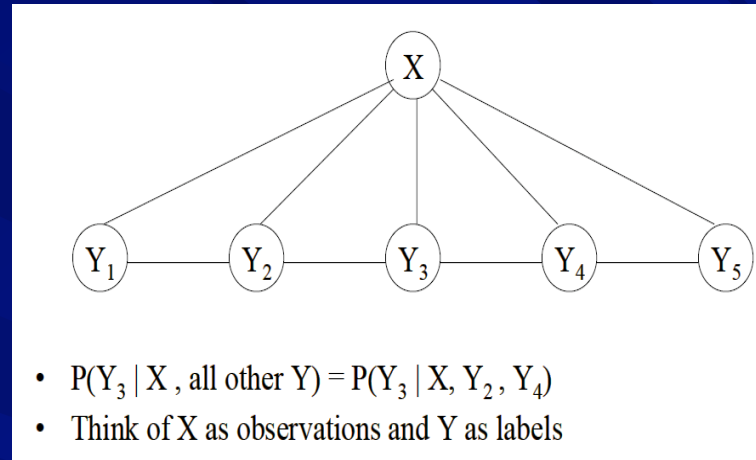 X
Y₁ Y₂ Y₃ Y₄ Y₅
• P(Y₃ | X , all other Y) = P(Y₃ | X, Y₂ , Y₄)
• Think of X as observations and Y as labels